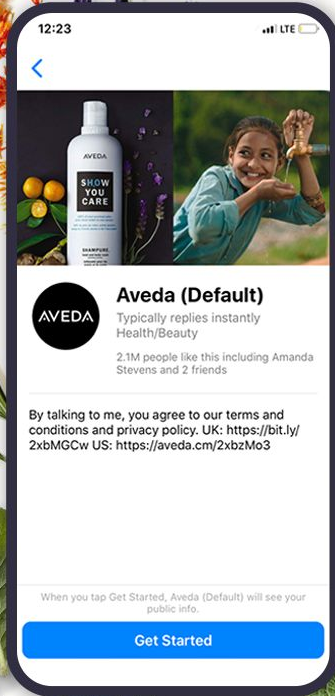 12:23
LTE
AVEDA
SHOW
YOU
CARE
SHAMPURE
AVEDA
Aveda (Default)
Typically replies instantly
Health/Beauty
2.1M people like this including Amanda
Stevens and 2 friends
By talking to me, you agree to our terms and
conditions and privacy policy. UK: https://bit.ly/
2xbMGCw US: https://aveda.cm/2xbzMo3
When you tap Get Started, Aveda (Default) will see your
public info.
Get Started